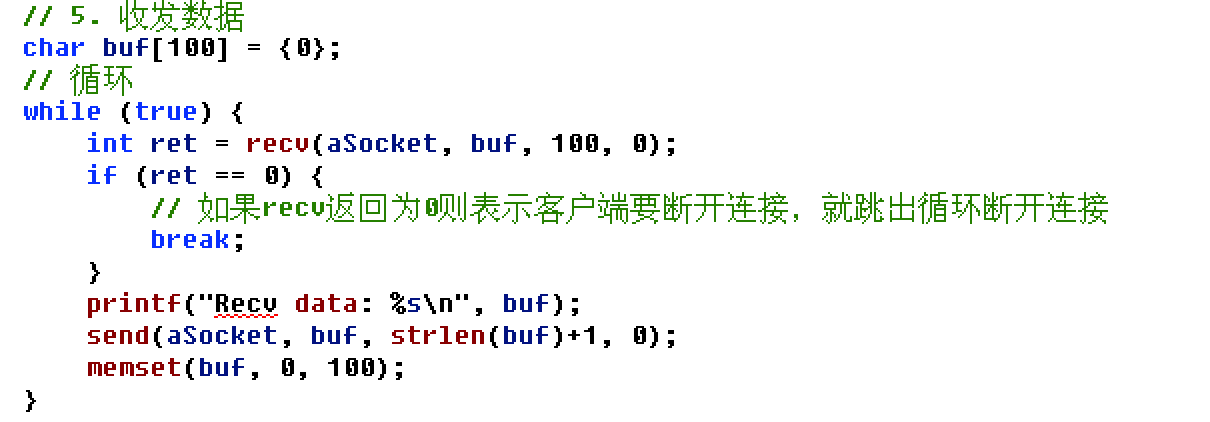 // 5. 收发数据
char buf[100] = {0};
// 循环
while (true) {
    int ret = recv(aSocket, buf, 100, 0);
    if (ret == 0) {
        // 如果recv返回为0则表示客户端要断开连接，就跳出循环断开连接
        break;
    }
    printf("Recv data: %s\n", buf);
    send(aSocket, buf, strlen(buf)+1, 0);
    memset(buf, 0, 100);
}